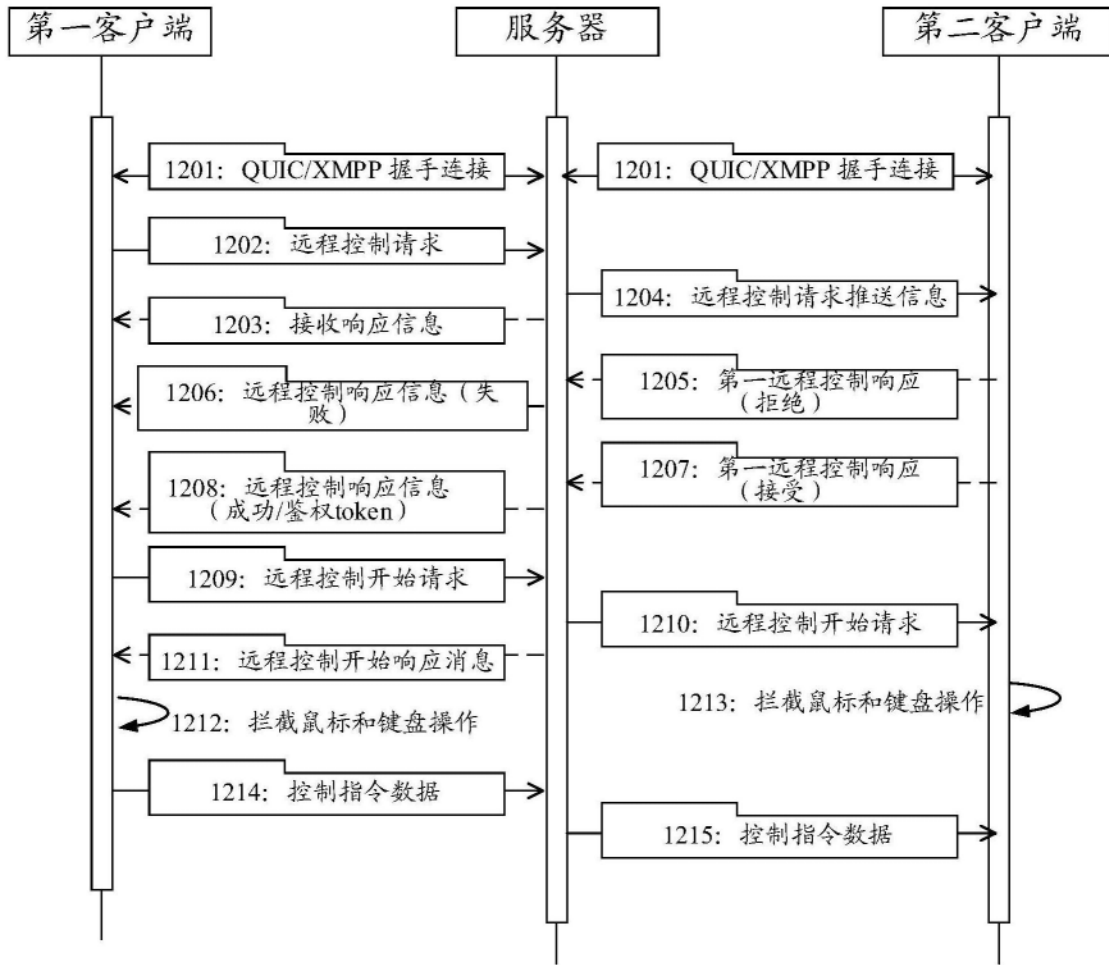 第一客户端
服务器
第二客户端
1201：QUIC/XMPP 握手连接
1201：QUIC/XMPP 握手连接
1202：远程控制请求
1204：远程控制请求推送信息
1203：接收响应信息
1205：第一远程控制响应
（拒绝）
1206：远程控制响应信息（失
败）
1207：第一远程控制响应
（接受）
1208：远程控制响应信息
（成功/鉴权token）
1209：远程控制开始请求
1210：远程控制开始请求
1211：远程控制开始响应消息
1213：拦截鼠标和键盘操作
1212：拦截鼠标和键盘操作
1214：控制指令数据
1215：控制指令数据